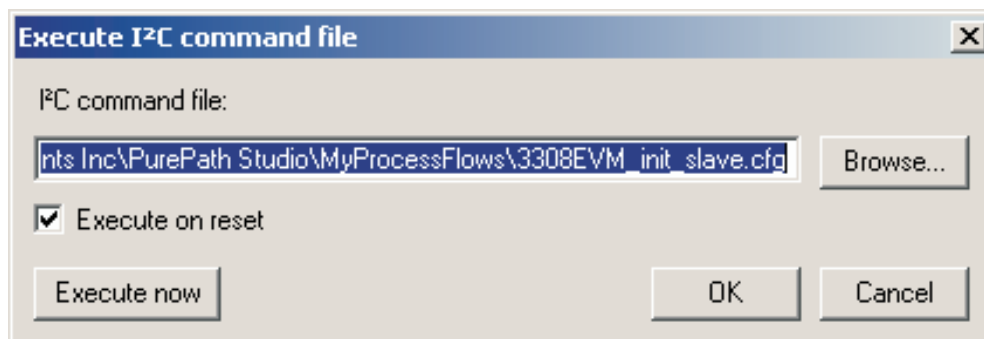 Execute I²C command file
I²C command file:
nts Inc\PurePath Studio\MyProcessFlows\3308EVM_init_slave.cfg
Browse...
Execute on reset
Execute now
OK
Cancel